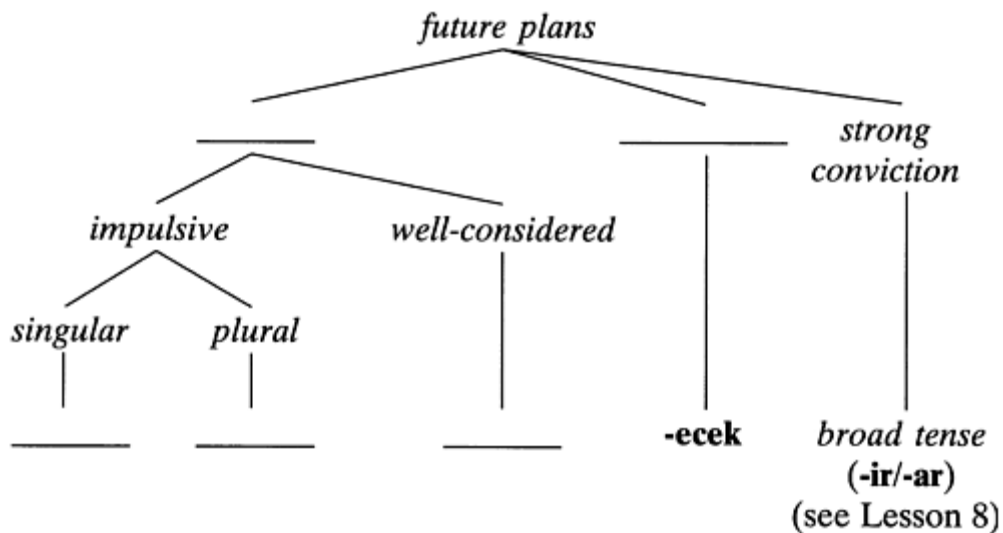 future plans
strong
conviction
impulsive
well-considered
singular
plural
-ecek
broad tense
(-ir/-ar)
(see Lesson 8)